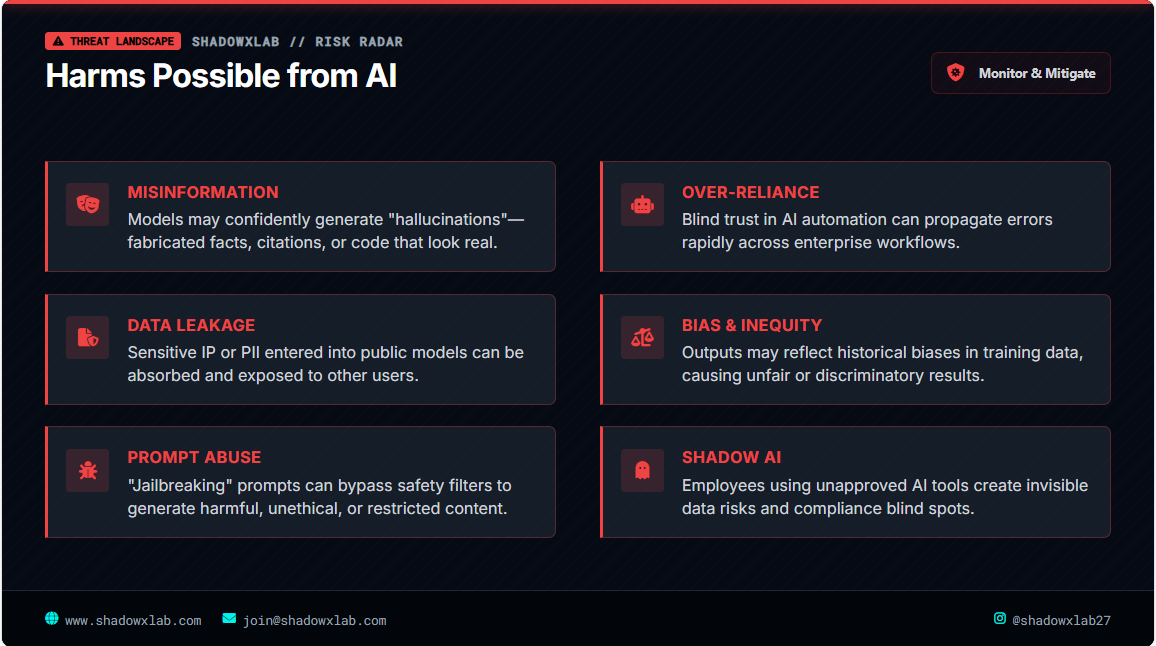 THREAT LANDSCAPE SHADOWXLAB // RISK RADAR
Harms Possible from AI
Monitor & Mitigate
MISINFORMATION
Models may confidently generate "hallucinations"—
fabricated facts, citations, or code that look real.
OVER-RELIANCE
Blind trust in AI automation can propagate errors
rapidly across enterprise workflows.
DATA LEAKAGE
Sensitive IP or PII entered into public models can be
absorbed and exposed to other users.
BIAS & INEQUITY
Outputs may reflect historical biases in training data,
causing unfair or discriminatory results.
PROMPT ABUSE
"Jailbreaking" prompts can bypass safety filters to
generate harmful, unethical, or restricted content.
SHADOW AI
Employees using unapproved AI tools create invisible
data risks and compliance blind spots.
www.shadowxlab.com join@shadowxlab.com @shadowxlab27